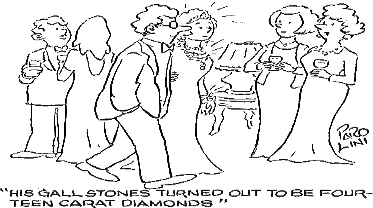 PARO
LINI
"HIS GALL STONES TURNED OUT TO BE FOUR-
TEEN CARAT DIAMONDS"